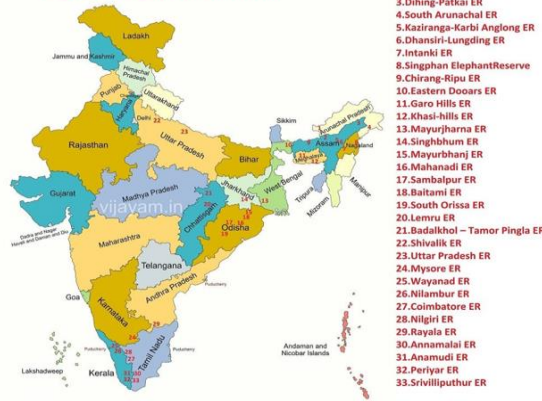 3.Dihing-Patkai ER
4.South Arunachal ER
5.Kaziranga-Karbi Anglong ER
6.Dhansiri-Lungding ER
7.Intanki ER
8.Singphan ElephantReserve
9.Chirang-Ripu ER
10.Eastern Dooars ER
11.Garo Hills ER
12.Khasi-hills ER
13.Mayurjharna ER
14.Singhbhum ER
15.Mayurbhanj ER
16.Mahanadi ER
17.Sambalpur ER
18.Baitami ER
19.South Orissa ER
20.Lemru ER
21.Badalkhol – Tamor Pingla ER
22.Shivalik ER
23.Uttar Pradesh ER
24.Mysore ER
25.Wayanad ER
26.Nilambur ER
27.Coimbatore ER
28.Nilgiri ER
29.Rayala ER
30.Annamalai ER
31.Anamudi ER
32.Periyar ER
33.Srivilliputhur ER
Ladakh
Jammu and Kashmir
Himachal
Pradesh
Punjab
Uttarakhand
Haryana
Delhi
22
23
Uttar Pradesh
Rajasthan
Sikkim
Arunachal Pradesh
Assam
Nagaland
Manipur
Mizoram
Tripura
Bihar
West Bengal
Jharkhand
14
13
Gujarat
Madhya Pradesh
Chhattisgarh
Odisha
vijayam.in
Dadra and Nagar
Haveli and Daman and Diu
Maharashtra
Telangana
Andhra Pradesh
Goa
Karnataka
Puducherry
Tamil Nadu
Kerala
Lakshadweep
Andaman and
Nicobar Islands